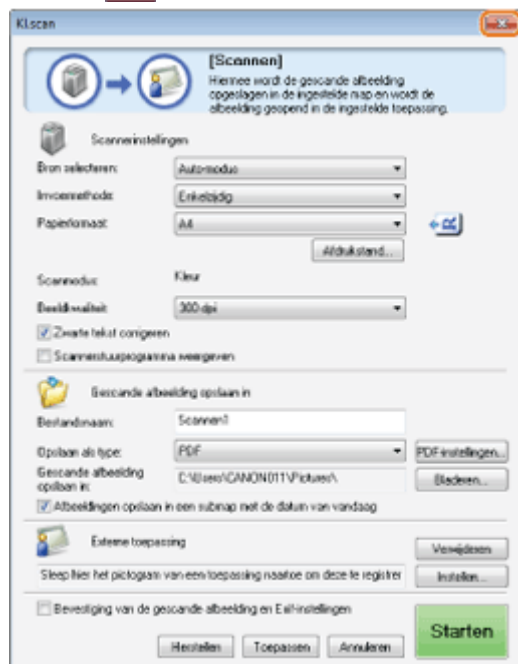 Kl.scan
[Scannen]
Hiermee wordt de gescande afbeelding
opgeslagen in de ingestelde map en wordt de
afbeelding geopend in de ingestelde toepassing.
Scannerinstellingen
Bron selecteren: Automodus
Invoermethode: Enkelzijdig
Papierformaat: A4
Afdrukstand...
Scanmodus: Kleur
Beeldkwaliteit: 300 dpi
Zwarte tekst corrigeren
Scannerstuurprogramma weergeven
Gescande afbeelding opslaan in
Bestandsnaam: Scannen1
Opslaan als type: PDF PDF-instellingen...
Gescande afbeelding
opslaan in: C:\Users\CANON011\Pictures\ Bladeren...
Afbeeldingen opslaan in een submap met de datum van vandaag
Externe toepassing
Verwijderen
Sleep hier het pictogram van een toepassing naartoe om deze te registrer Instellen...
Bevestiging van de gescande afbeelding en Exif-instellingen
Herstellen Toepassen Annuleren Starten